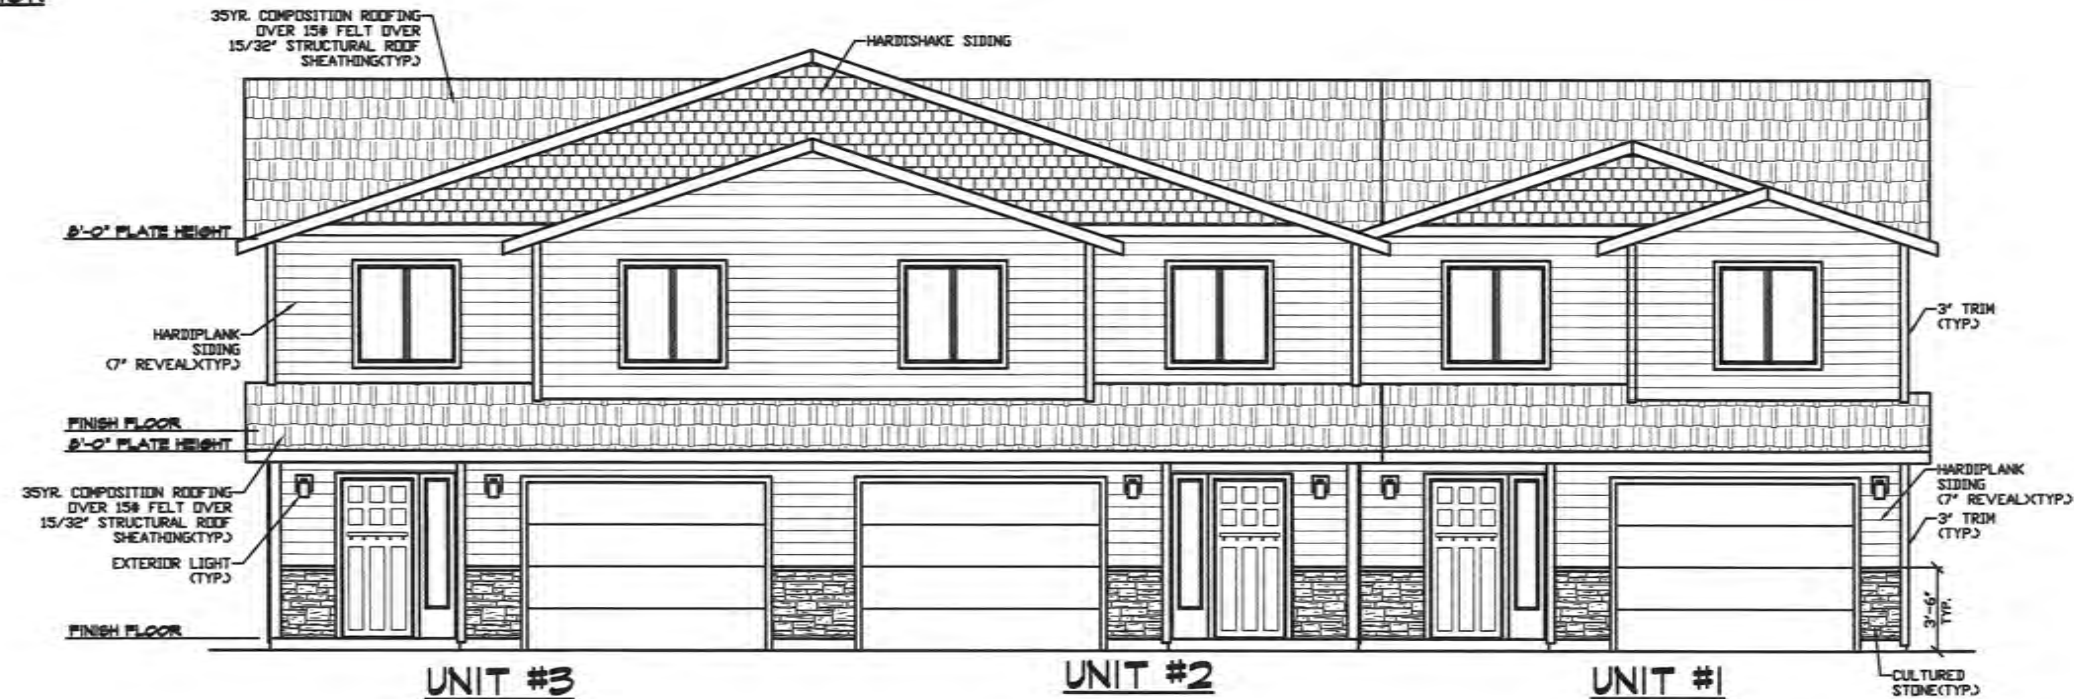 35YR. COMPOSITION ROOFING
OVER 15# FELT OVER
15/32" STRUCTURAL ROOF
SHEATHING(TYP.)
HARDISHAKE SIDING
8'-0" PLATE HEIGHT
HARDIPLANK
SIDING
(7" REVEAL)(TYP.)
3" TRIM
(TYP.)
FINISH FLOOR
8'-0" PLATE HEIGHT
35YR. COMPOSITION ROOFING
OVER 15# FELT OVER
15/32" STRUCTURAL ROOF
SHEATHING(TYP.)
EXTERIOR LIGHT
(TYP.)
HARDIPLANK
SIDING
(7" REVEAL)(TYP.)
3" TRIM
(TYP.)
3'-6"
TYP.
FINISH FLOOR
CULTURED
STONE(TYP.)
UNIT #3
UNIT #2
UNIT #1